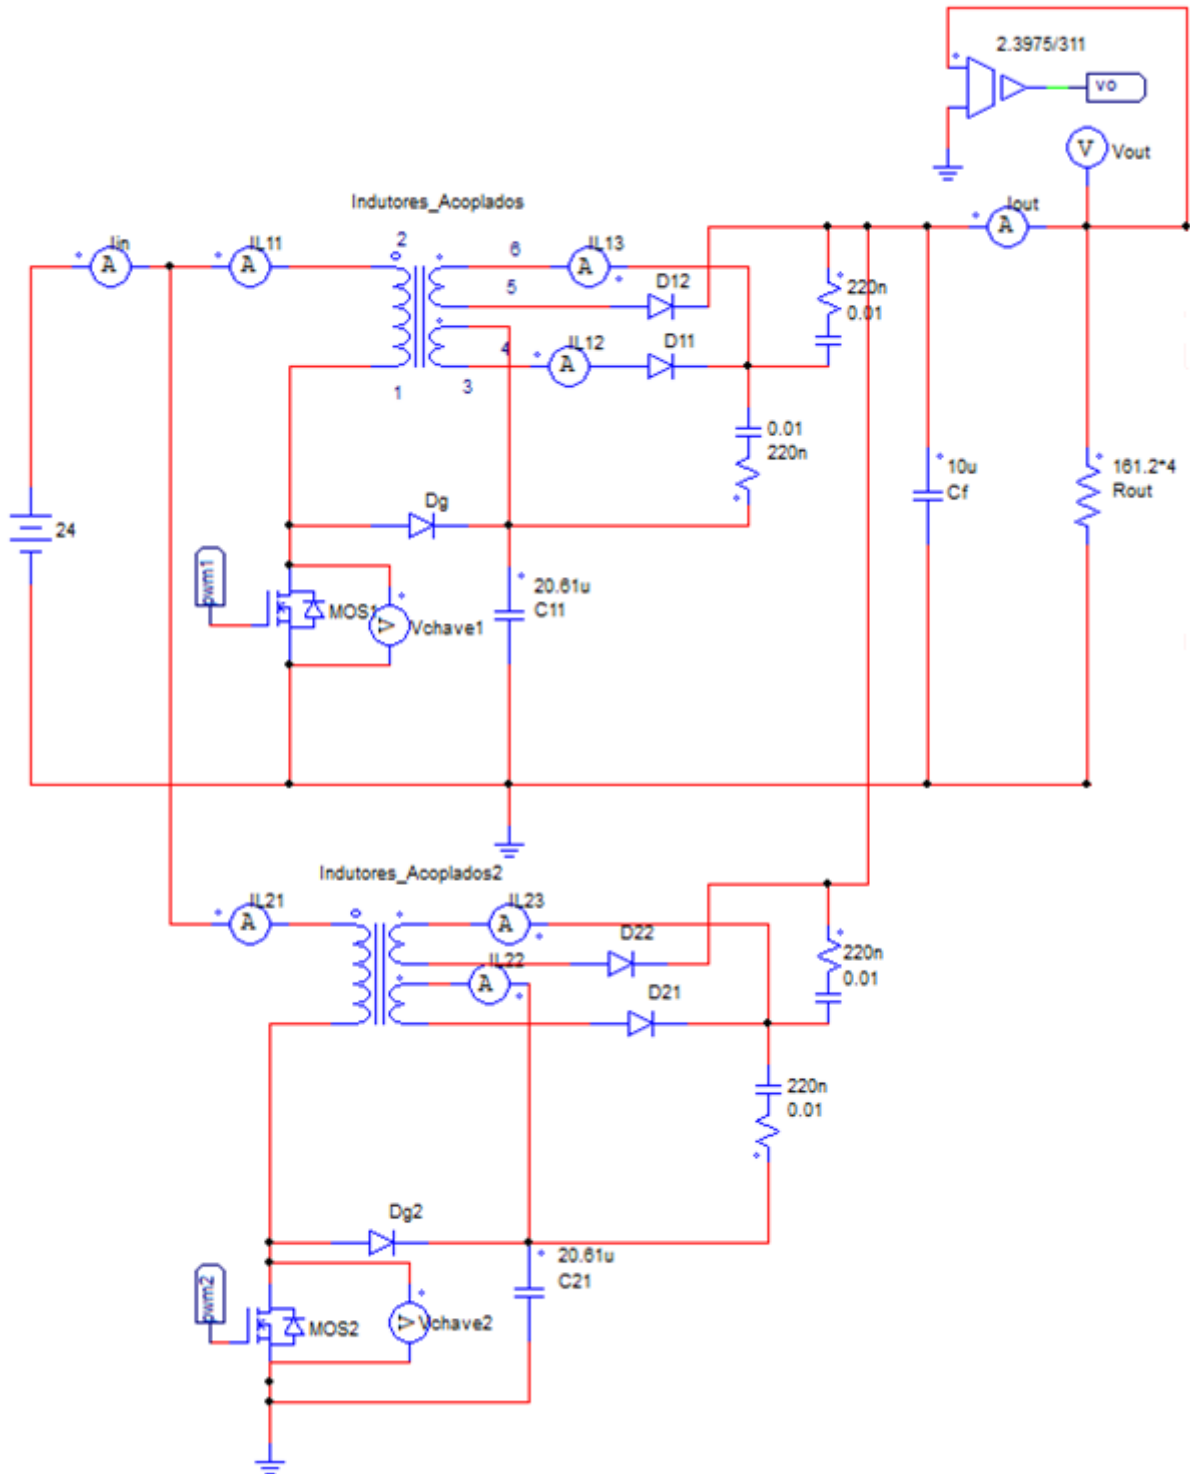 2.3975/311
vo
V
Vout
Indutores_Acoplados
Iin
A
IL11
A
2
6
IL13
A
Iout
A
5
D12
220n
0.01
4
IL12
A
D11
1
3
0.01
220n
Dg
10u
Cf
161.2*4
Rout
24
pwm1
MOS1
V
Vchave1
20.61u
C11
Indutores_Acoplados2
IL21
A
IL23
A
D22
IL22
A
D21
220n
0.01
220n
0.01
Dg2
20.61u
C21
pwm2
MOS2
V
Vchave2